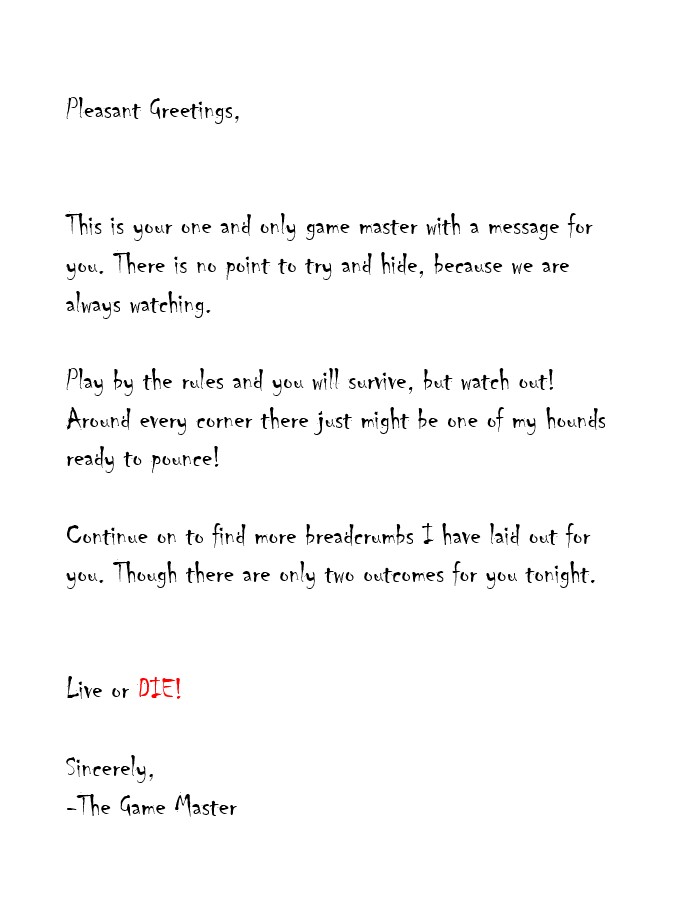 Pleasant Greetings,
This is your one and only game master with a message for
you. There is no point to try and hide, because we are
always watching.
Play by the rules and you will survive, but watch out!
Around every corner there just might be one of my hounds
ready to pounce!
Continue on to find more breadcrumbs I have laid out for
you. Though there are only two outcomes for you tonight.
Live or DIE!
Sincerely,
-The Game Master